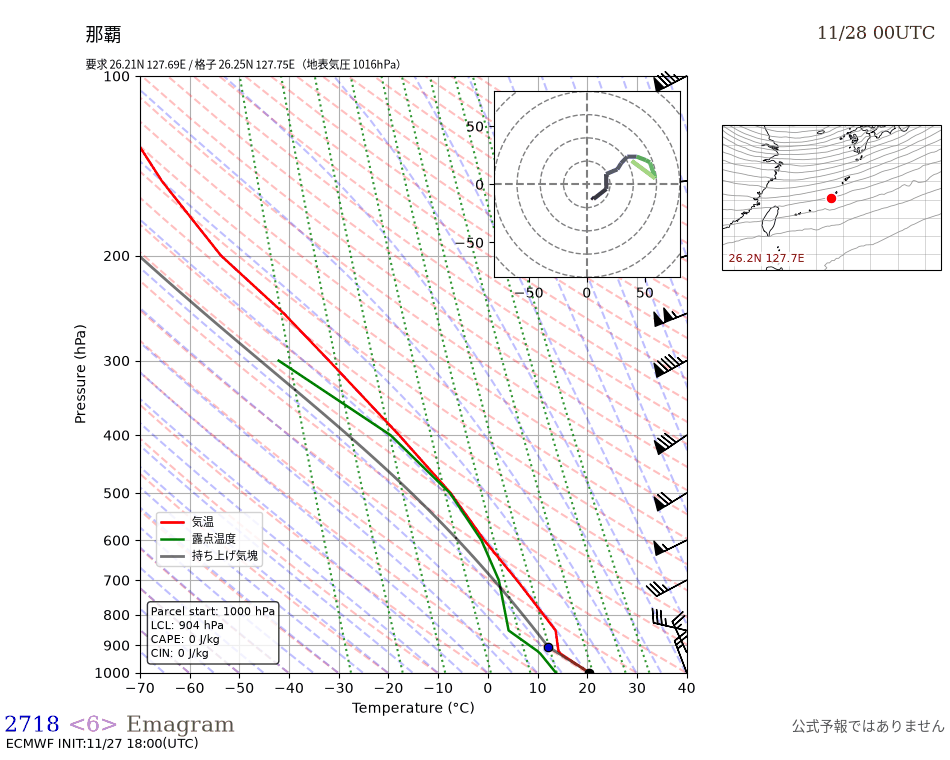 那覇
11/28 00UTC
要求 26.21N 127.69E / 格子 26.25N 127.75E（地表気圧 1016hPa）
100
200
300
400
500
600
700
800
900
1000
Pressure (hPa)
−70 −60 −50 −40 −30 −20 −10 0 10 20 30 40
Temperature (°C)
50
0
−50
−50 0 50
気温
露点温度
持ち上げ気塊
Parcel start: 1000 hPa
LCL: 904 hPa
CAPE: 0 J/kg
CIN: 0 J/kg
26.2N 127.7E
2718 <6> Emagram
ECMWF INIT:11/27 18:00(UTC)
公式予報ではありません